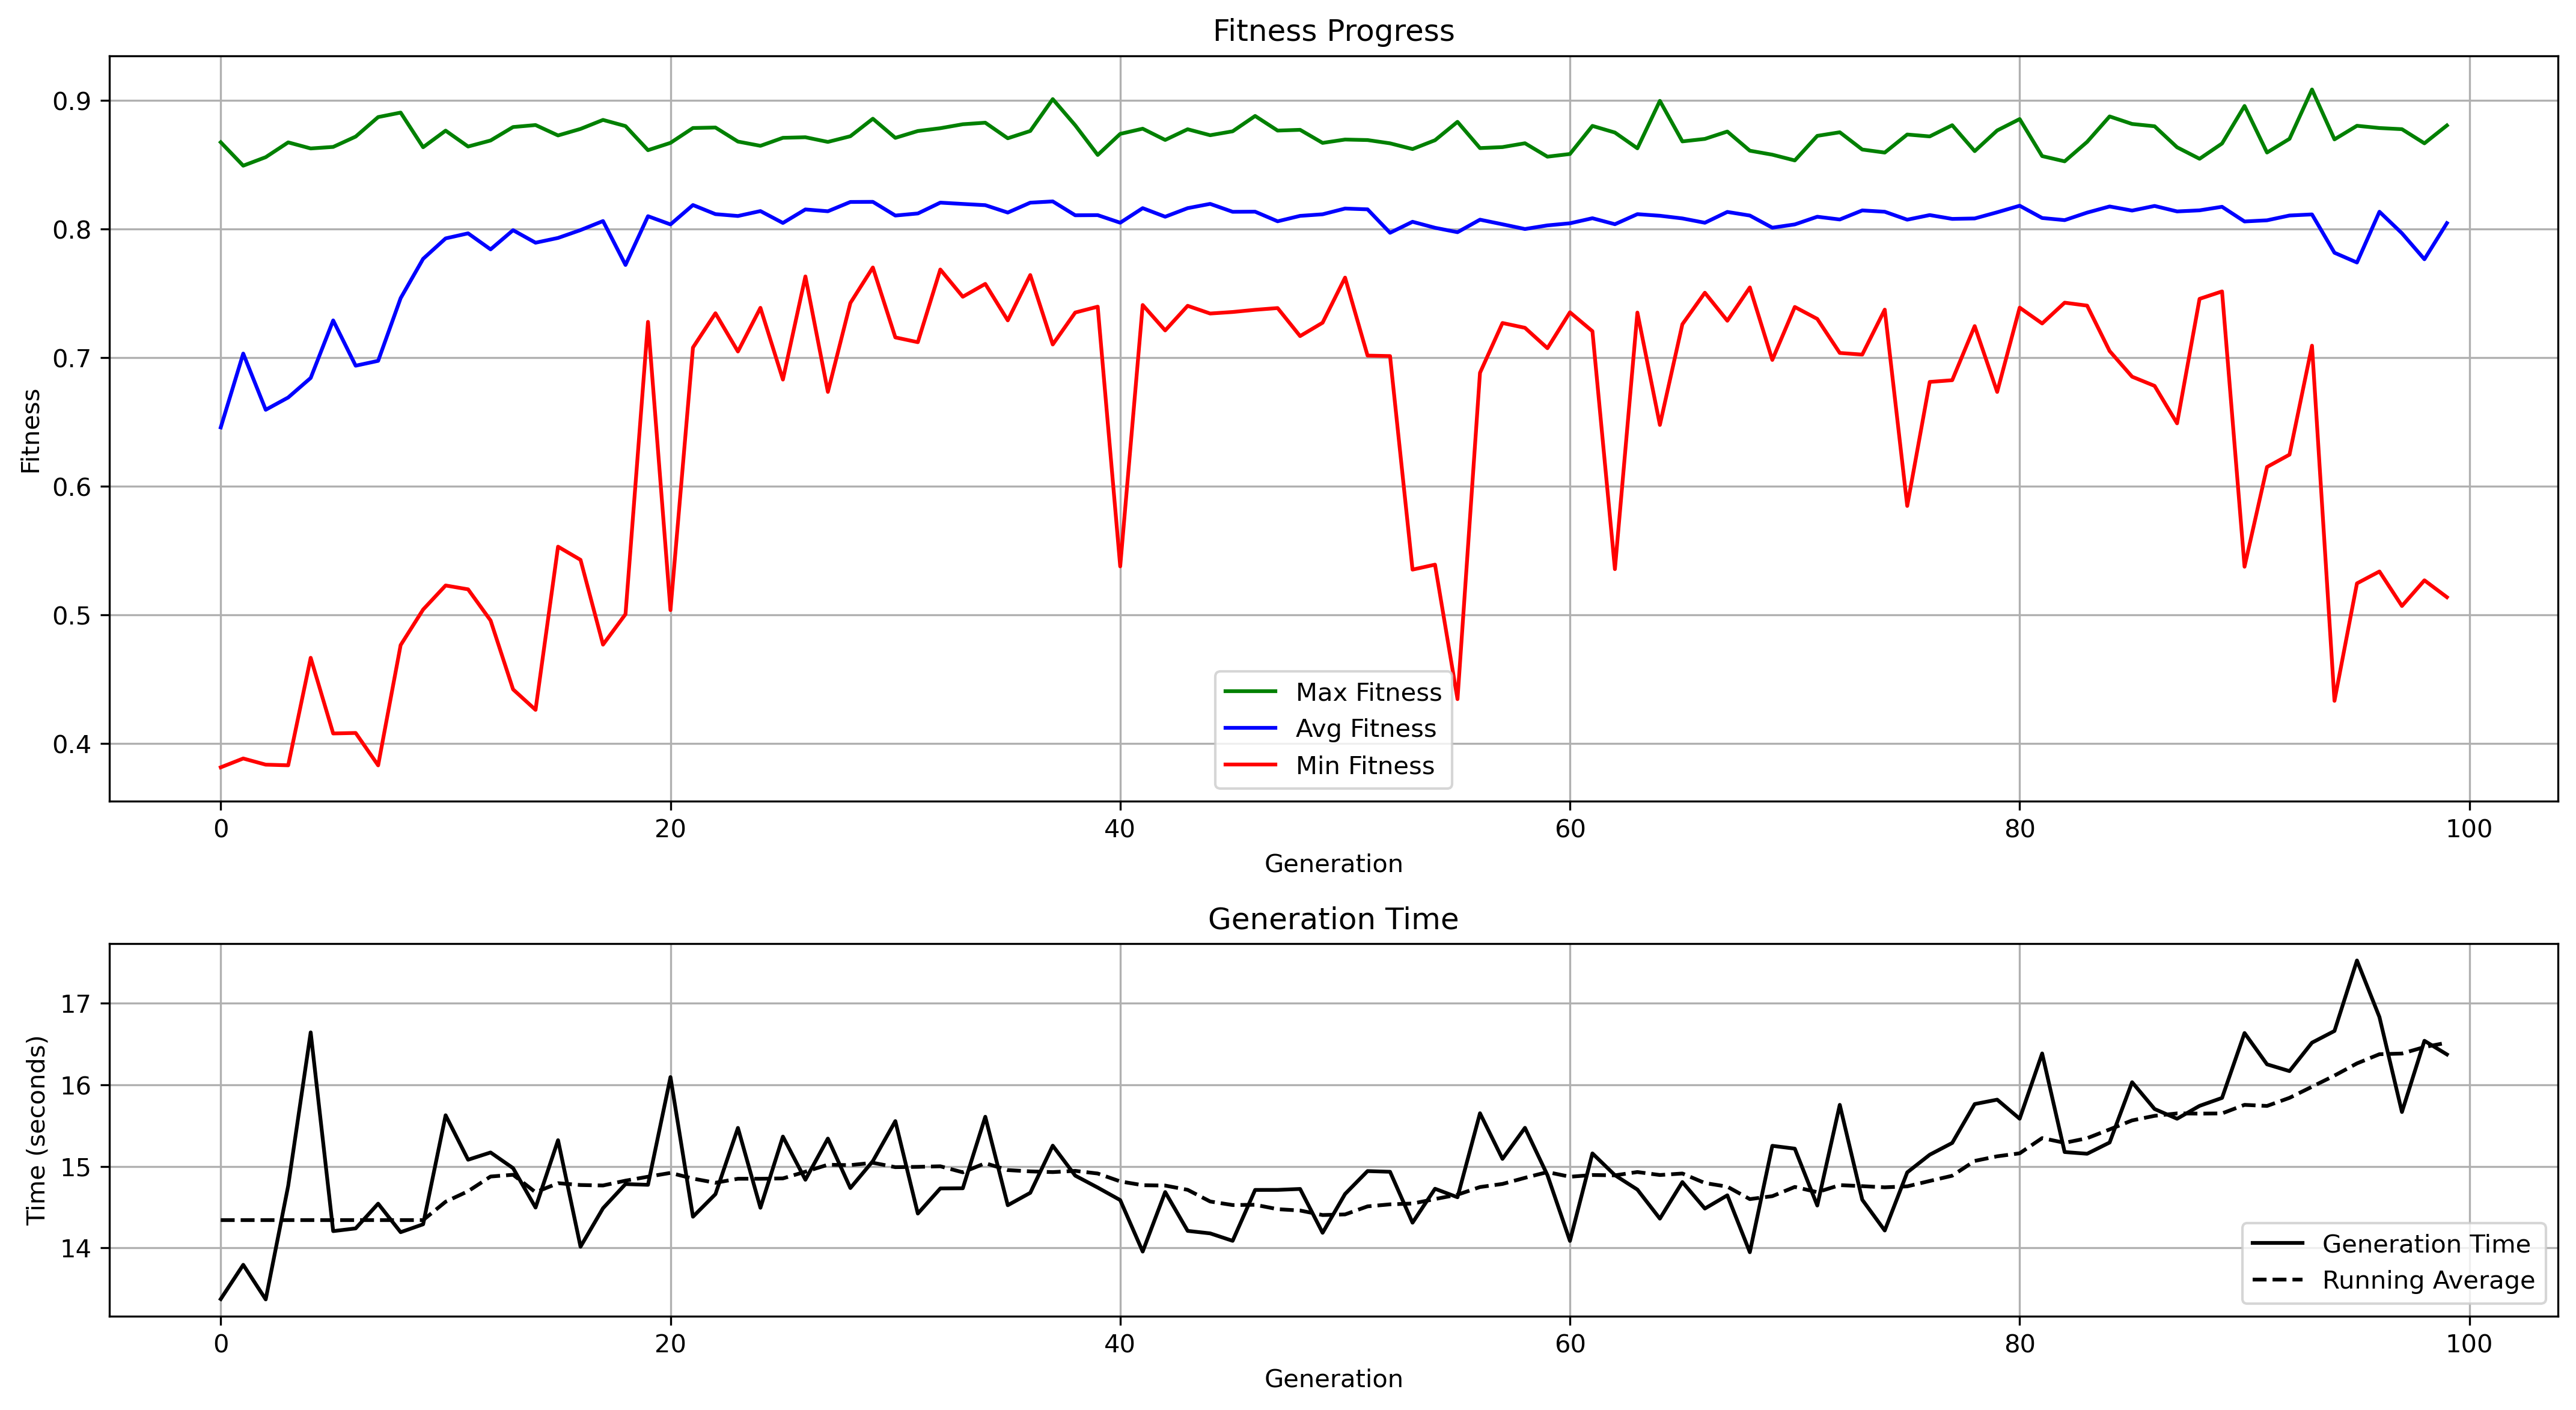 Fitness Progress
0.9
0.8
0.7
0.6
0.5
0.4
Fitness
Max Fitness
Avg Fitness
Min Fitness
0 20 40 60 80 100
Generation
Generation Time
17
16
15
14
Time (seconds)
Generation Time
Running Average
0 20 40 60 80 100
Generation